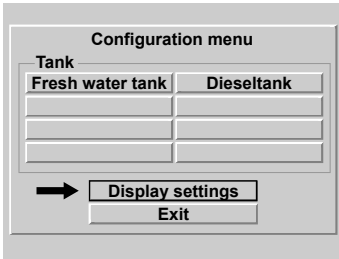 Configuration menu
Tank
Fresh water tank Dieseltank
Display settings
Exit